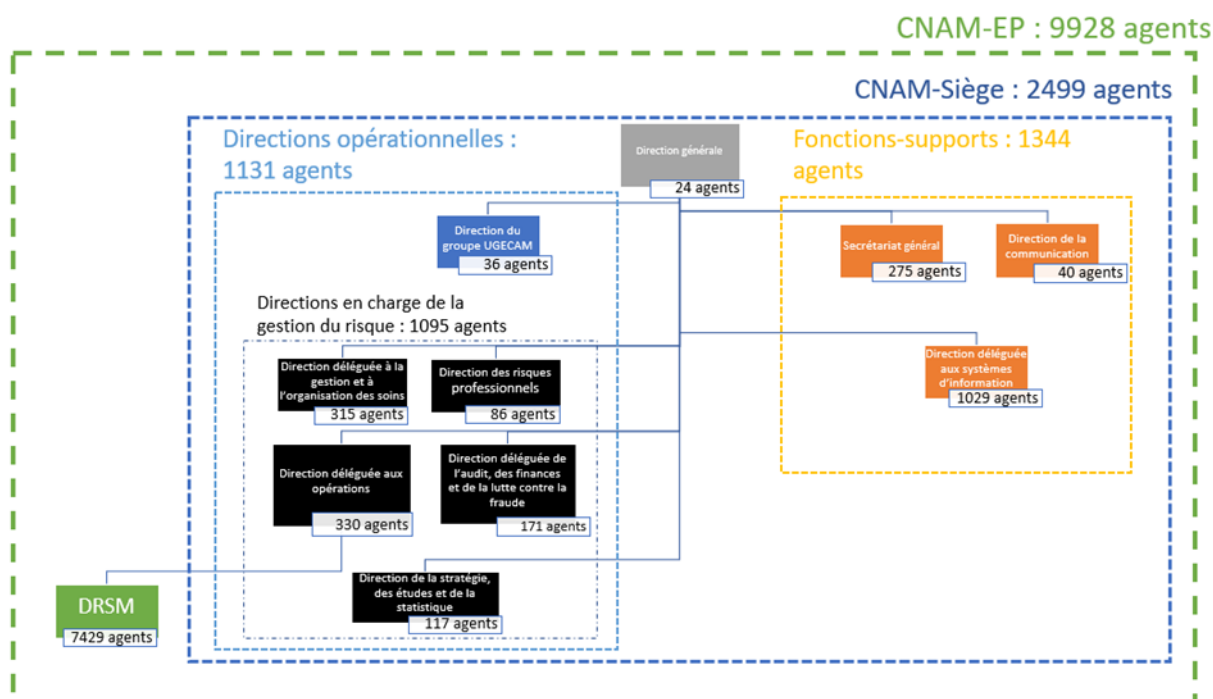 CNAM-EP : 9928 agents
CNAM-Siège : 2499 agents
Directions opérationnelles :
1131 agents
Direction générale
24 agents
Fonctions-supports : 1344
agents
Direction du
groupe UGECAM
36 agents
Secrétariat général
275 agents
Direction de la
communication
40 agents
Directions en charge de la
gestion du risque : 1095 agents
Direction déléguée à la
gestion et à
l'organisation des soins
315 agents
Direction des risques
professionnels
86 agents
Direction déléguée
aux systèmes
d'information
1029 agents
Direction déléguée aux
opérations
330 agents
Direction déléguée de
l'audit, des finances
et de la lutte contre la
fraude
171 agents
Direction de la stratégie,
des études et de la
statistique
117 agents
DRSM
7429 agents